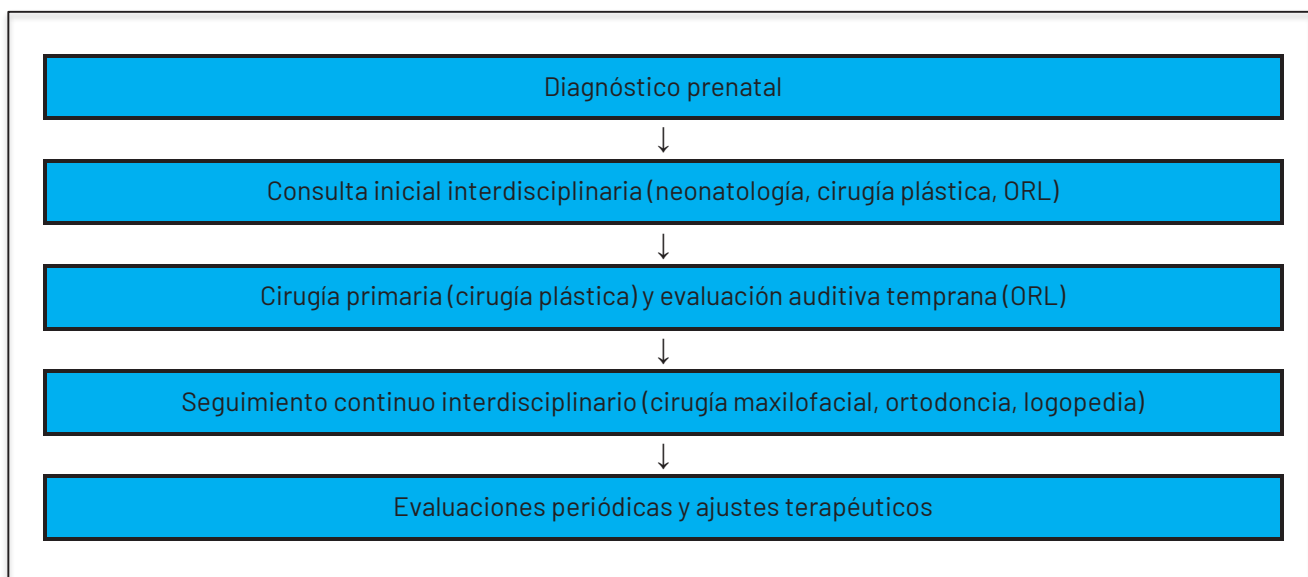 Diagnóstico prenatal
↓
Consulta inicial interdisciplinaria (neonatología, cirugía plástica, ORL)
↓
Cirugía primaria (cirugía plástica) y evaluación auditiva temprana (ORL)
↓
Seguimiento continuo interdisciplinario (cirugía maxilofacial, ortodoncia, logopedia)
↓
Evaluaciones periódicas y ajustes terapéuticos